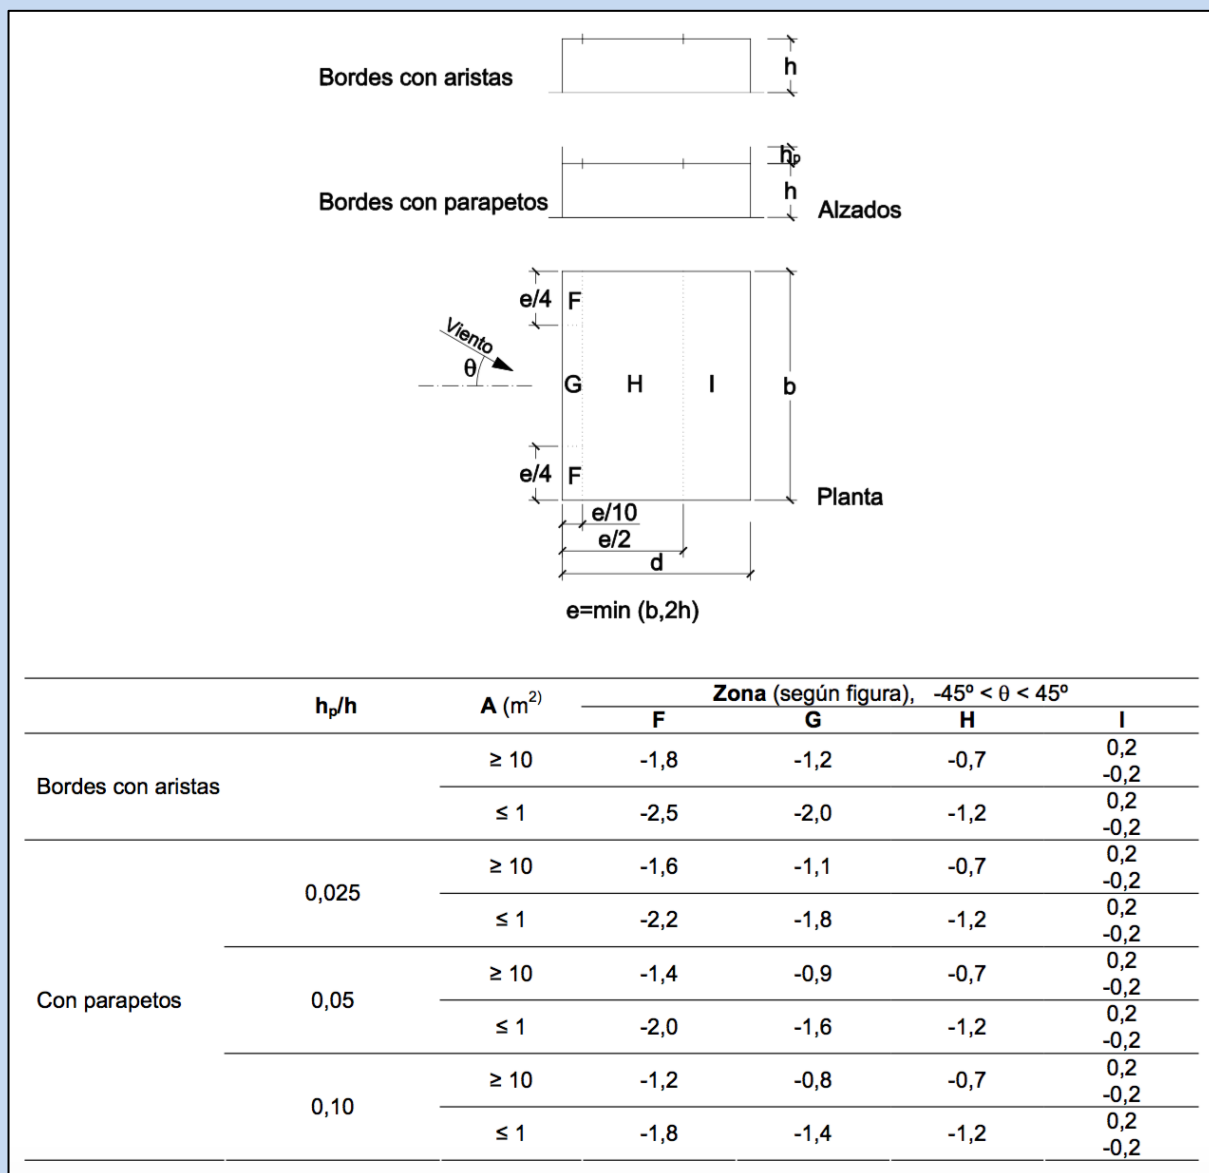 Bordes con aristas
h
hp
Bordes con parapetos
h
Alzados
e/4 F
Viento
θ
G H I b
e/4 F
Planta
e/10
e/2
d
e=min (b,2h)
hp/h A (m2) Zona (según figura), -45º < θ < 45º
F G H I
Bordes con aristas ≥ 10 -1,8 -1,2 -0,7 0,2
-0,2
≤ 1 -2,5 -2,0 -1,2 0,2
-0,2
Con parapetos 0,025 ≥ 10 -1,6 -1,1 -0,7 0,2
-0,2
≤ 1 -2,2 -1,8 -1,2 0,2
-0,2
0,05 ≥ 10 -1,4 -0,9 -0,7 0,2
-0,2
≤ 1 -2,0 -1,6 -1,2 0,2
-0,2
0,10 ≥ 10 -1,2 -0,8 -0,7 0,2
-0,2
≤ 1 -1,8 -1,4 -1,2 0,2
-0,2